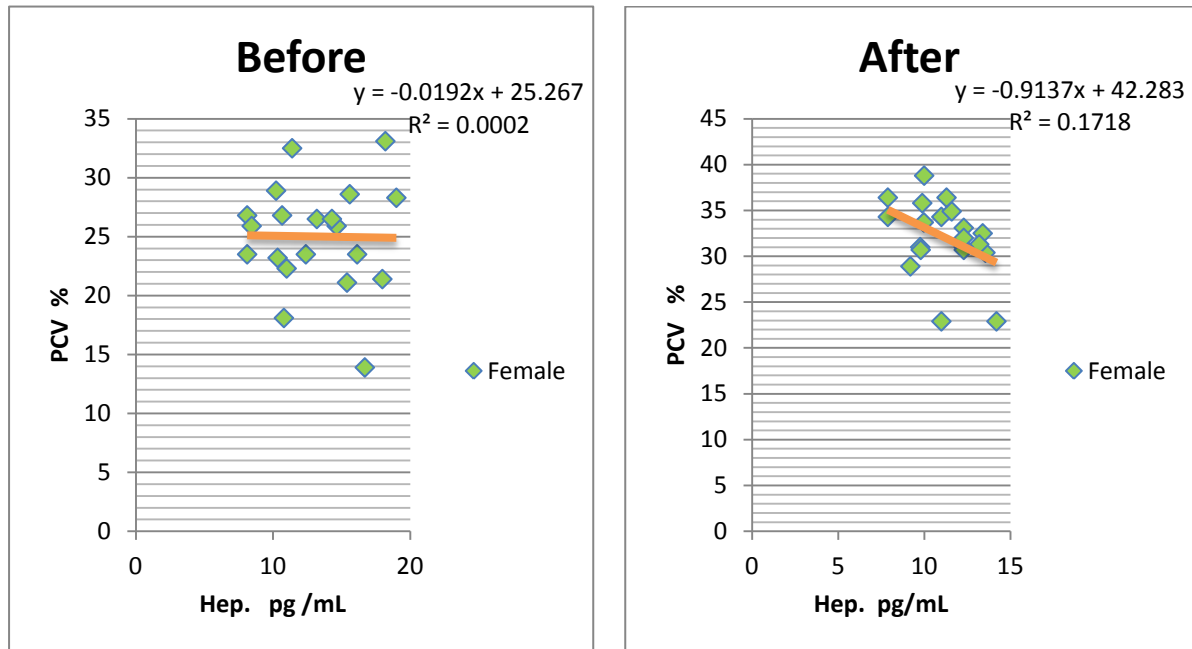 Before
y = -0.0192x + 25.267
R² = 0.0002
35
30
25
20
15
10
5
0
PCV %
0 10 20
Hep. pg /mL
Female
After
y = -0.9137x + 42.283
R² = 0.1718
45
40
35
30
25
20
15
10
5
0
PCV %
0 5 10 15
Hep. pg/mL
Female